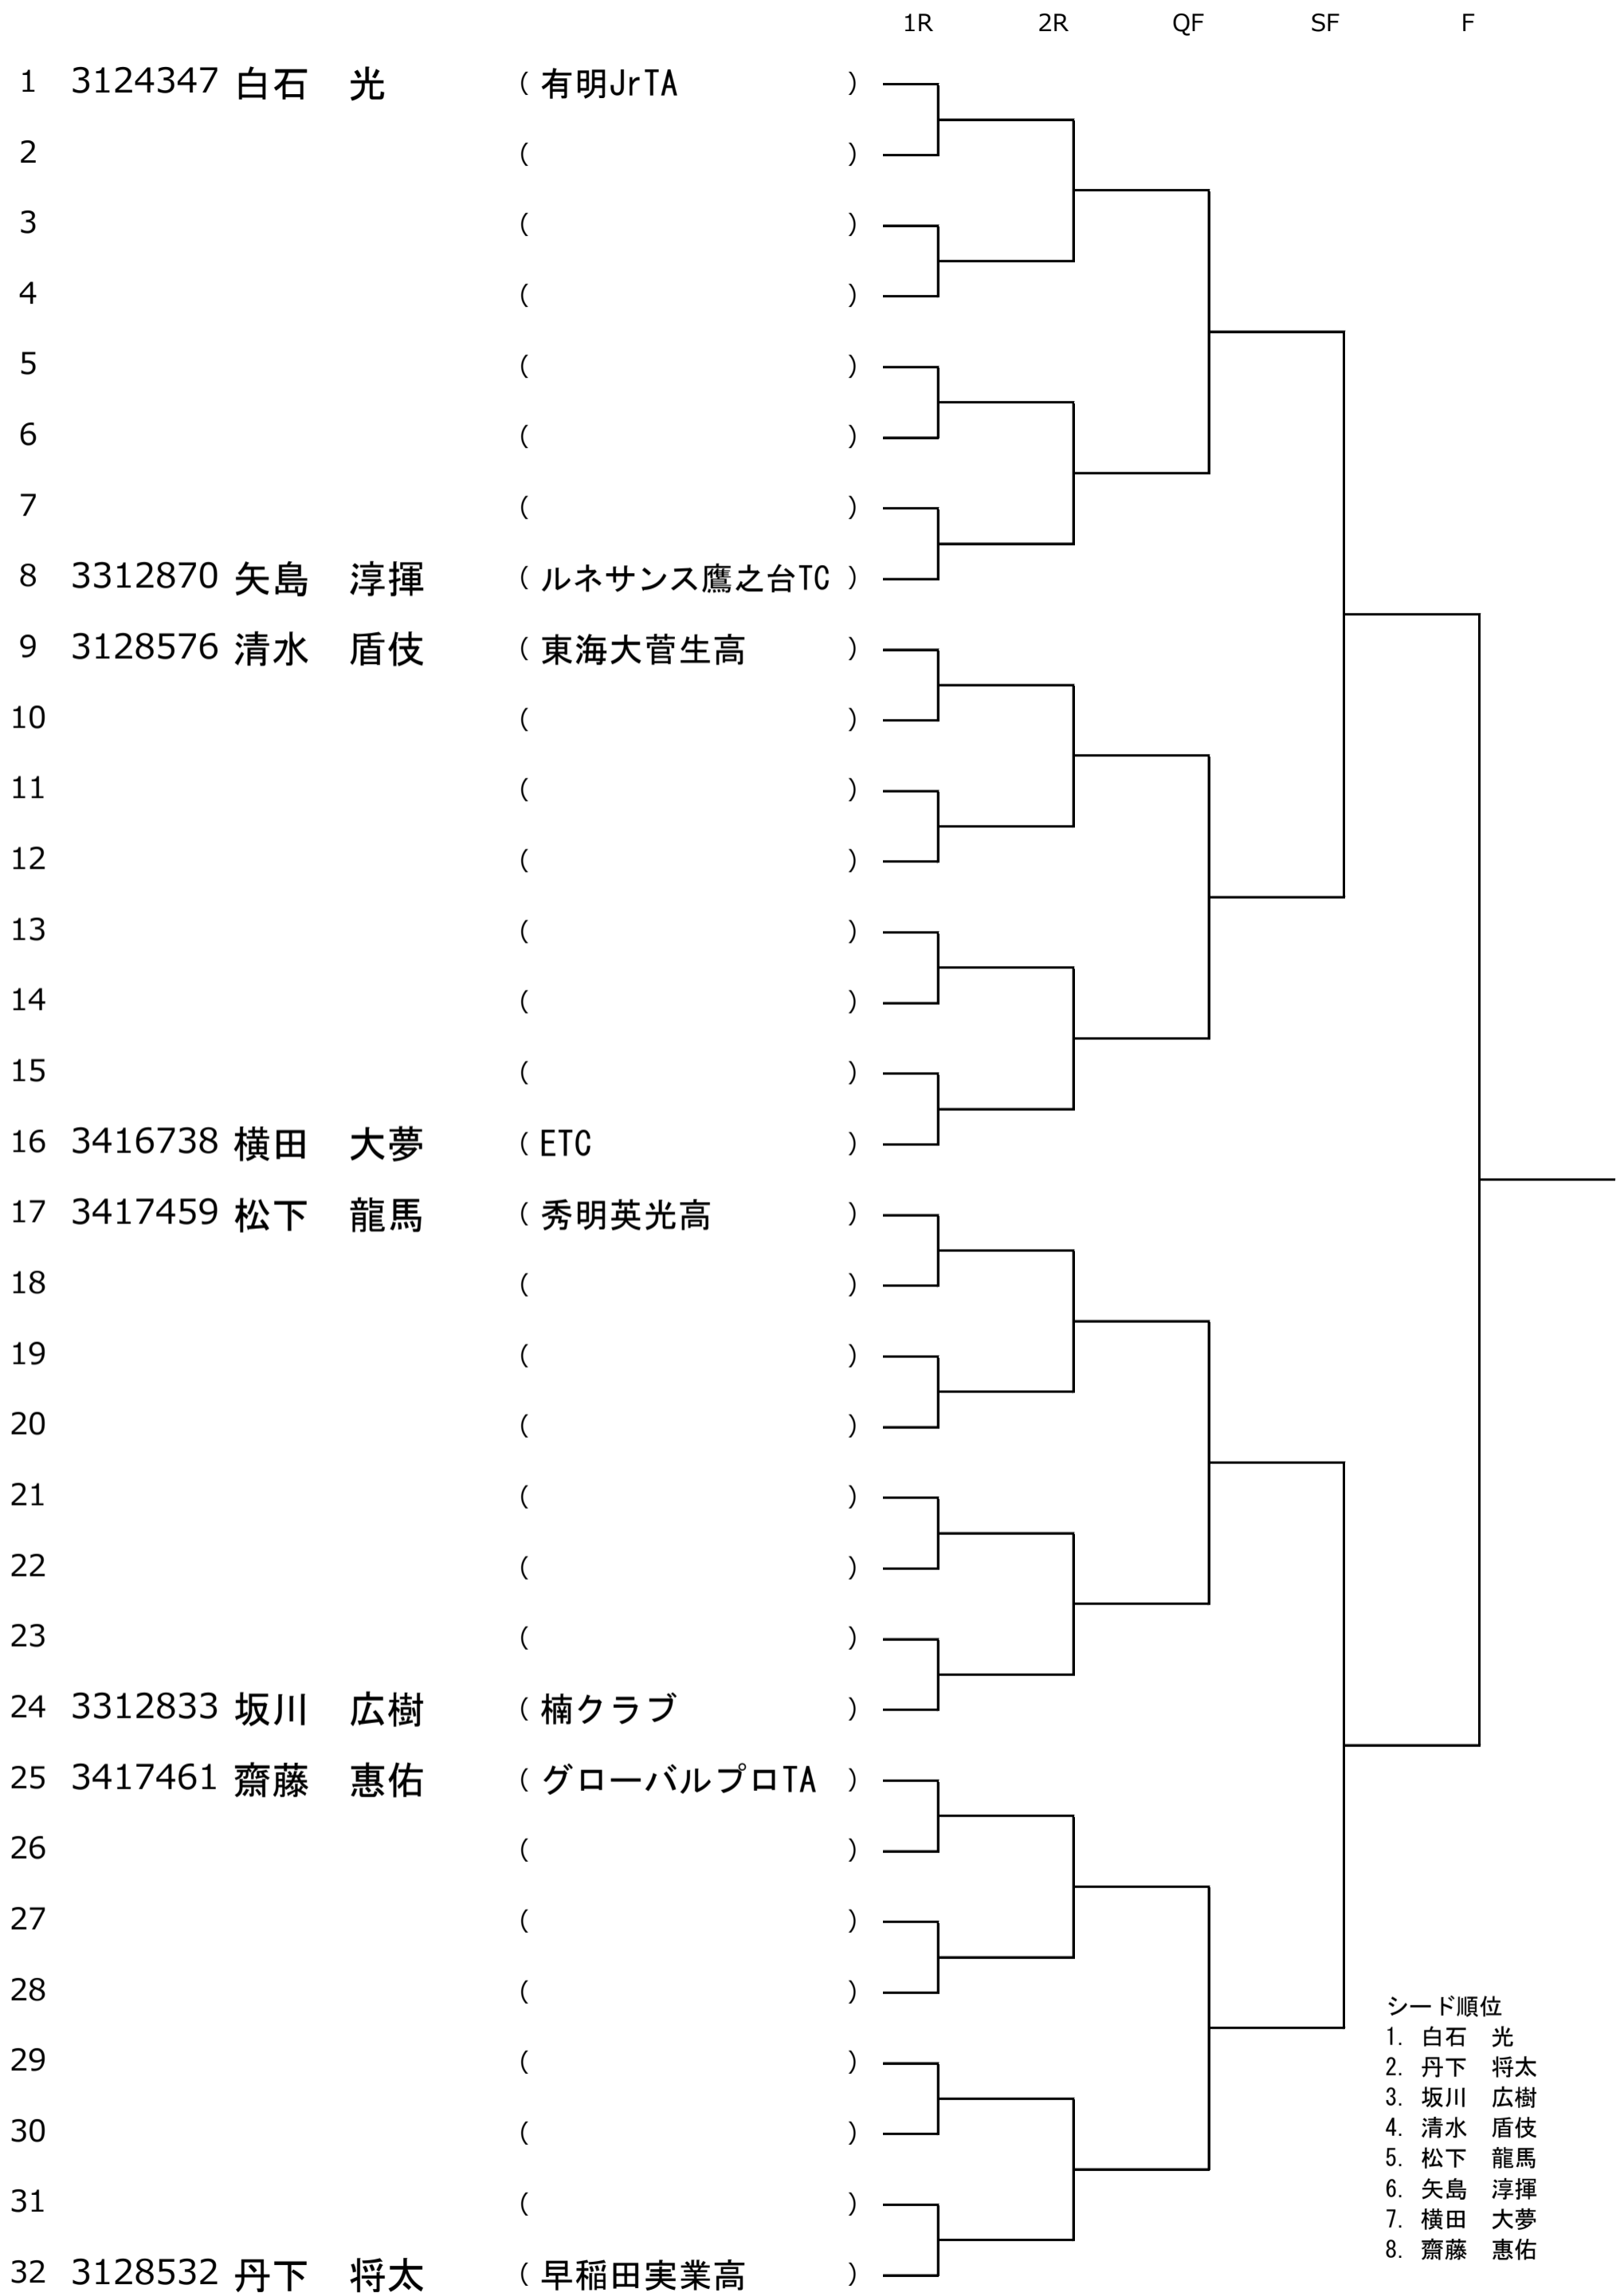 1R 2R QF SF F
1 3124347 白石 光 ( 有明JrTA )
2 ( )
3 ( )
4 ( )
5 ( )
6 ( )
7 ( )
8 3312870 矢島 淳揮 ( ルネサンス鷹之台TC )
9 3128576 清水 盾伎 ( 東海大菅生高 )
10 ( )
11 ( )
12 ( )
13 ( )
14 ( )
15 ( )
16 3416738 横田 大夢 ( ETC )
17 3417459 松下 龍馬 ( 秀明英光高 )
18 ( )
19 ( )
20 ( )
21 ( )
22 ( )
23 ( )
24 3312833 坂川 広樹 ( 楠クラブ )
25 3417461 齋藤 惠佑 ( グローバルプロTA )
26 ( )
27 ( )
28 ( )
29 ( )
30 ( )
31 ( )
32 3128532 丹下 将太 ( 早稲田実業高 )
シード順位
1. 白石 光
2. 丹下 将太
3. 坂川 広樹
4. 清水 盾伎
5. 松下 龍馬
6. 矢島 淳揮
7. 横田 大夢
8. 齋藤 惠佑